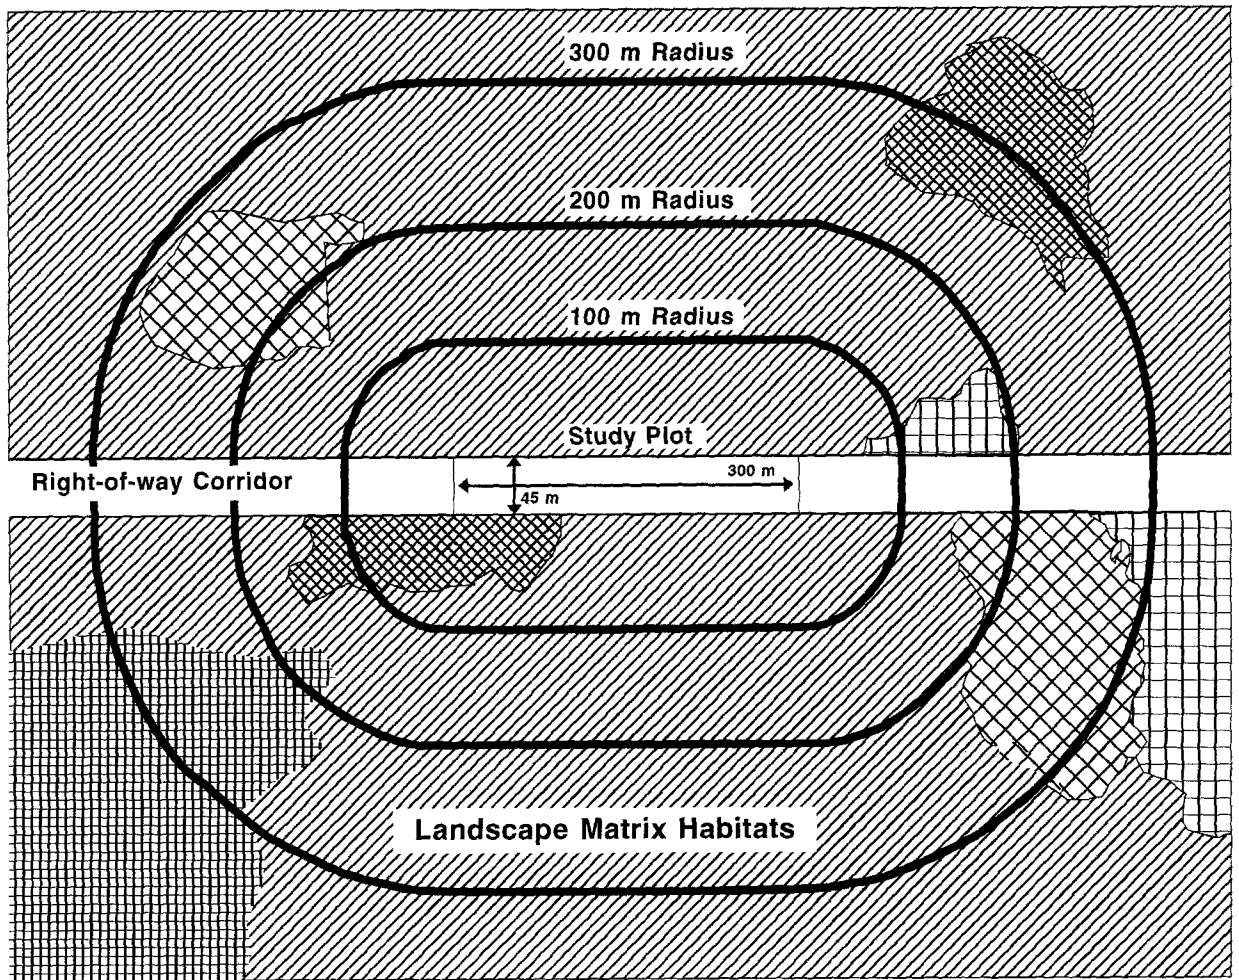 300 m Radius
200 m Radius
100 m Radius
Study Plot
300 m
Right-of-way Corridor
45 m
Landscape Matrix Habitats